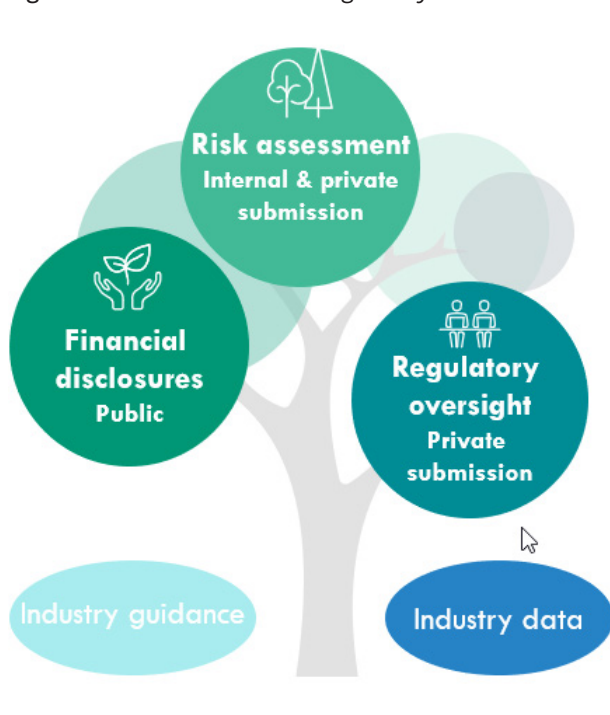 Risk assessment
Internal & private
submission
Financial
disclosures
Public
Regulatory
oversight
Private
submission
Industry guidance
Industry data